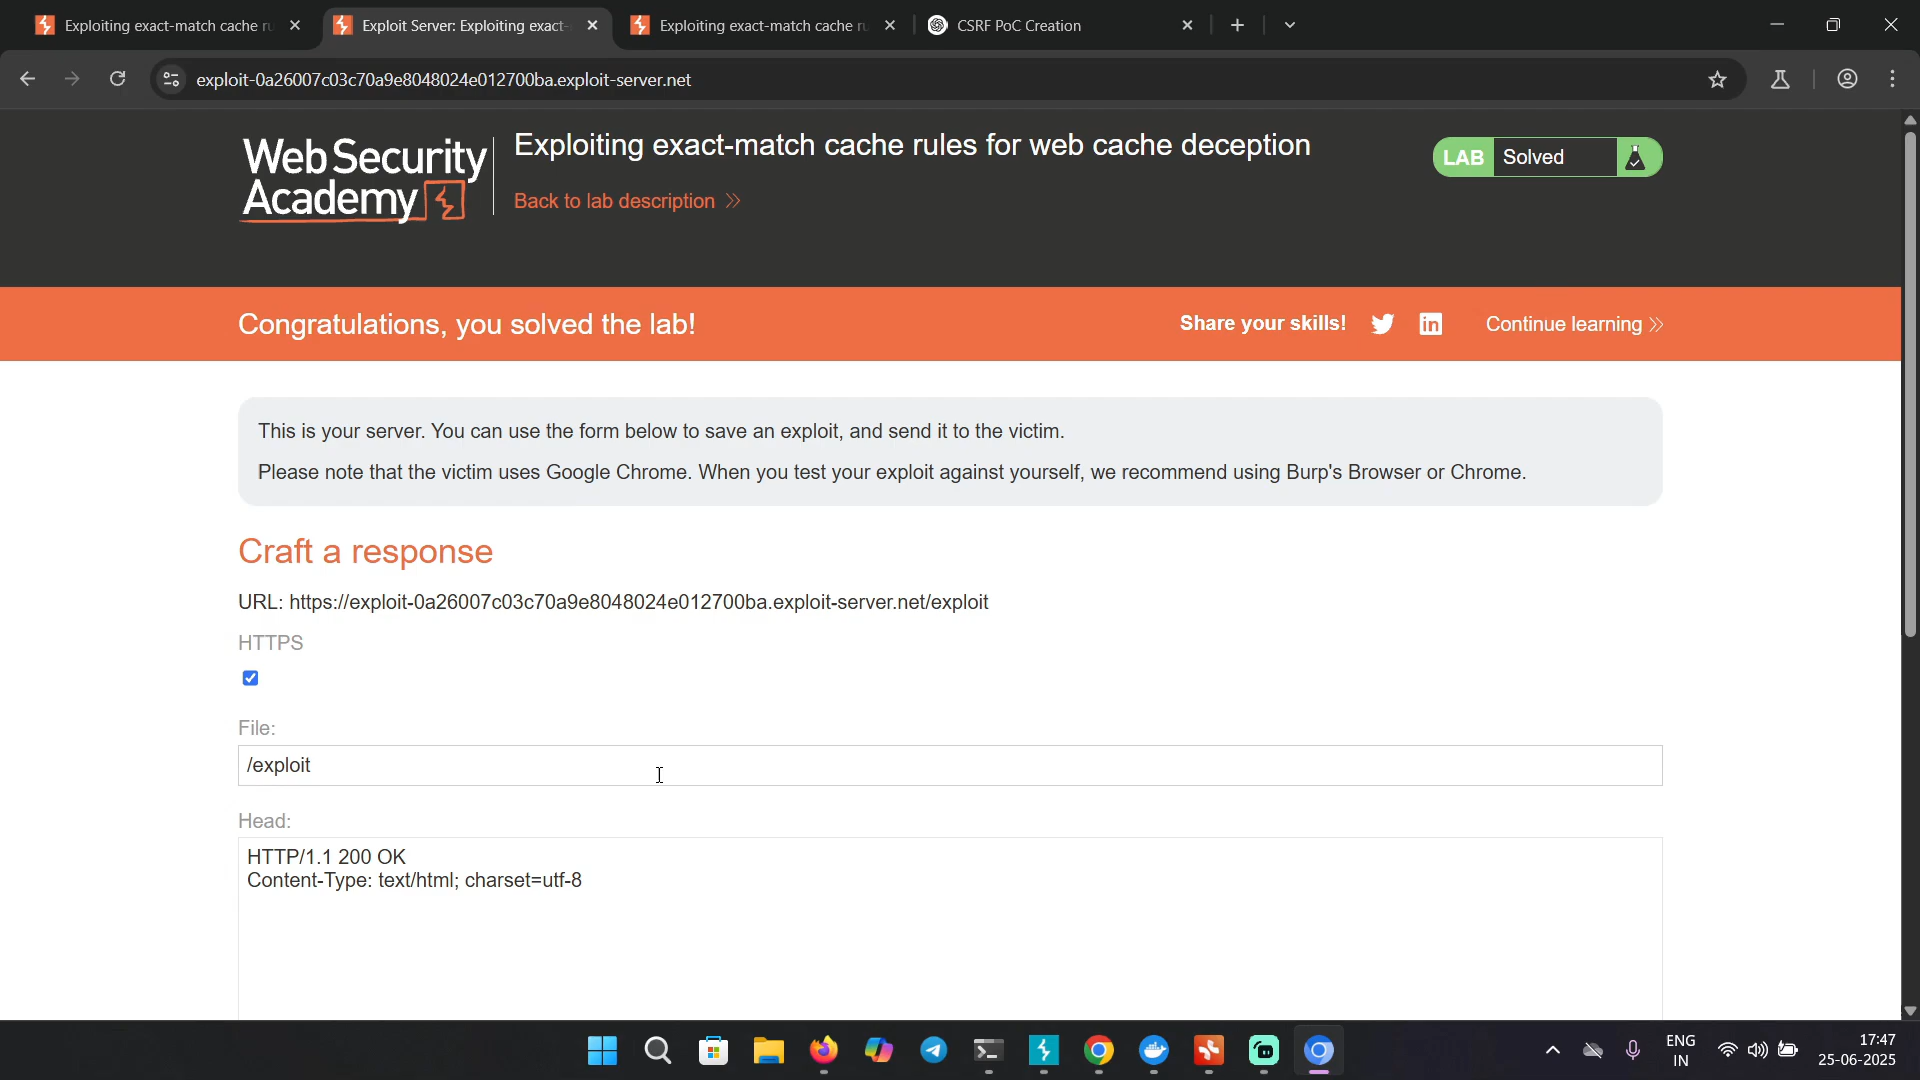 Exploiting exact-match cache ru
Exploit Server: Exploiting exact-
Exploiting exact-match cache ru
CSRF PoC Creation
exploit-0a26007c03c70a9e8048024e012700ba.exploit-server.net
Web Security
Academy
Exploiting exact-match cache rules for web cache deception
Back to lab description
LAB Solved
Congratulations, you solved the lab!
Share your skills!
in
Continue learning
This is your server. You can use the form below to save an exploit, and send it to the victim.
Please note that the victim uses Google Chrome. When you test your exploit against yourself, we recommend using Burp's Browser or Chrome.
Craft a response
URL: https://exploit-0a26007c03c70a9e8048024e012700ba.exploit-server.net/exploit
HTTPS
File:
/exploit
Head:
HTTP/1.1 200 OK
Content-Type: text/html; charset=utf-8
ENG
IN
17:47
25-06-2025